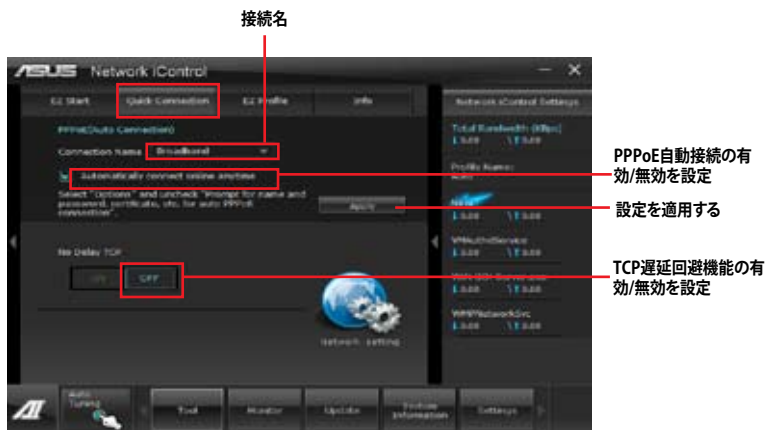 接続名
ASUS Network iControl
EZ Start Quick Connection EZ Profile Info
Network iControl Settings
PPPoE(Auto Connection)
Total Bandwidth (KBps)
Connection Name Broadband
Profile Name:
Automatically connect online anytime
PPPoE自動接続の有
効/無効を設定
Select "Options" and uncheck "Prompt for name and
password, certificate, etc. for auto PPPoE
connection".
Apply
設定を適用する
No Delay TCP
ON OFF
TCP遅延回避機能の有
効/無効を設定
Network setting
Auto
Tuning
Tool Monitor Update System
Information Settings